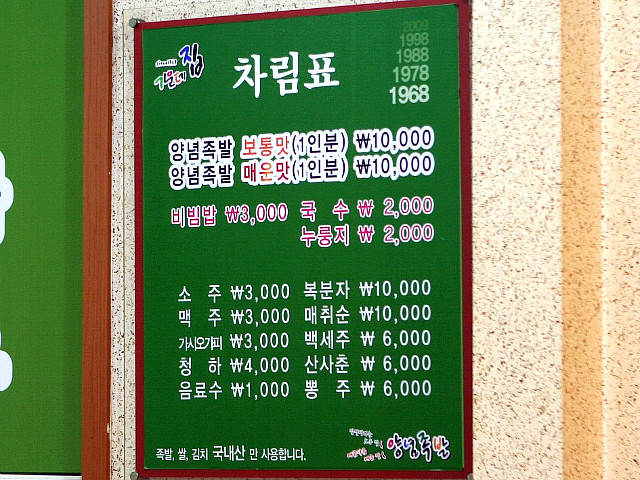 가운데 집
차림표
2009
1998
1988
1978
1968
양념족발 보통맛(1인분) ₩10,000
양념족발 매운맛(1인분) ₩10,000
비빔밥 ₩3,000 국 수 ₩ 2,000
누룽지 ₩ 2,000
소 주 ₩3,000 복분자 ₩10,000
맥 주 ₩3,000 매취순 ₩10,000
가시오가피 ₩3,000 백세주 ₩ 6,000
청 하 ₩4,000 산사춘 ₩ 6,000
음료수 ₩1,000 뽕 주 ₩ 6,000
양념족발
족발, 쌀, 김치 국내산 만 사용합니다.